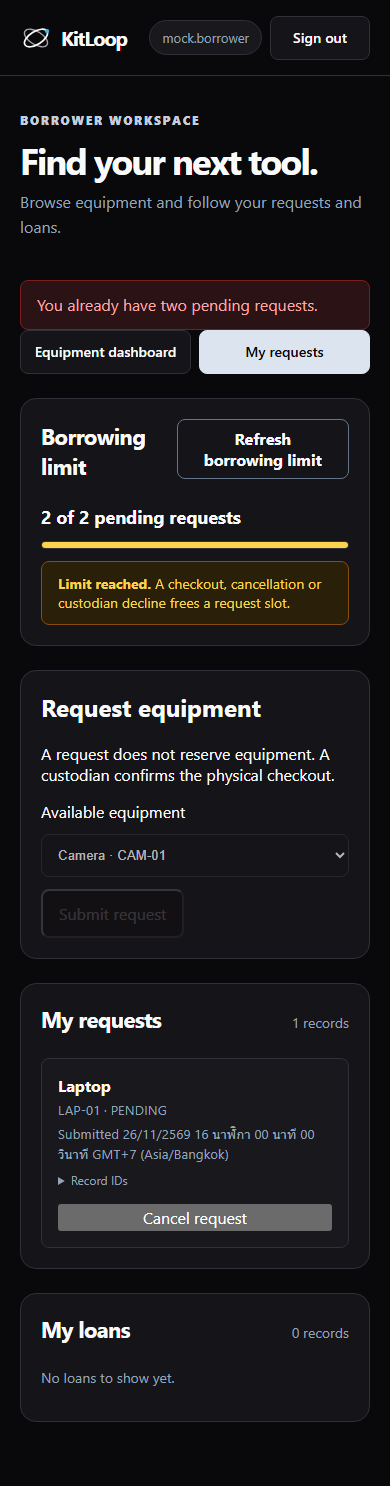 KitLoop
mock.borrower
Sign out
BORROWER WORKSPACE
Find your next tool.
Browse equipment and follow your requests and
loans.
You already have two pending requests.
Equipment dashboard
My requests
Borrowing
limit
Refresh
borrowing limit
2 of 2 pending requests
Limit reached. A checkout, cancellation or
custodian decline frees a request slot.
Request equipment
A request does not reserve equipment. A
custodian confirms the physical checkout.
Available equipment
Camera · CAM-01
Submit request
My requests
1 records
Laptop
LAP-01 · PENDING
Submitted 26/11/2569 16 นาฬิกา 00 นาที 00
วินาที GMT+7 (Asia/Bangkok)
Record IDs
Cancel request
My loans
0 records
No loans to show yet.